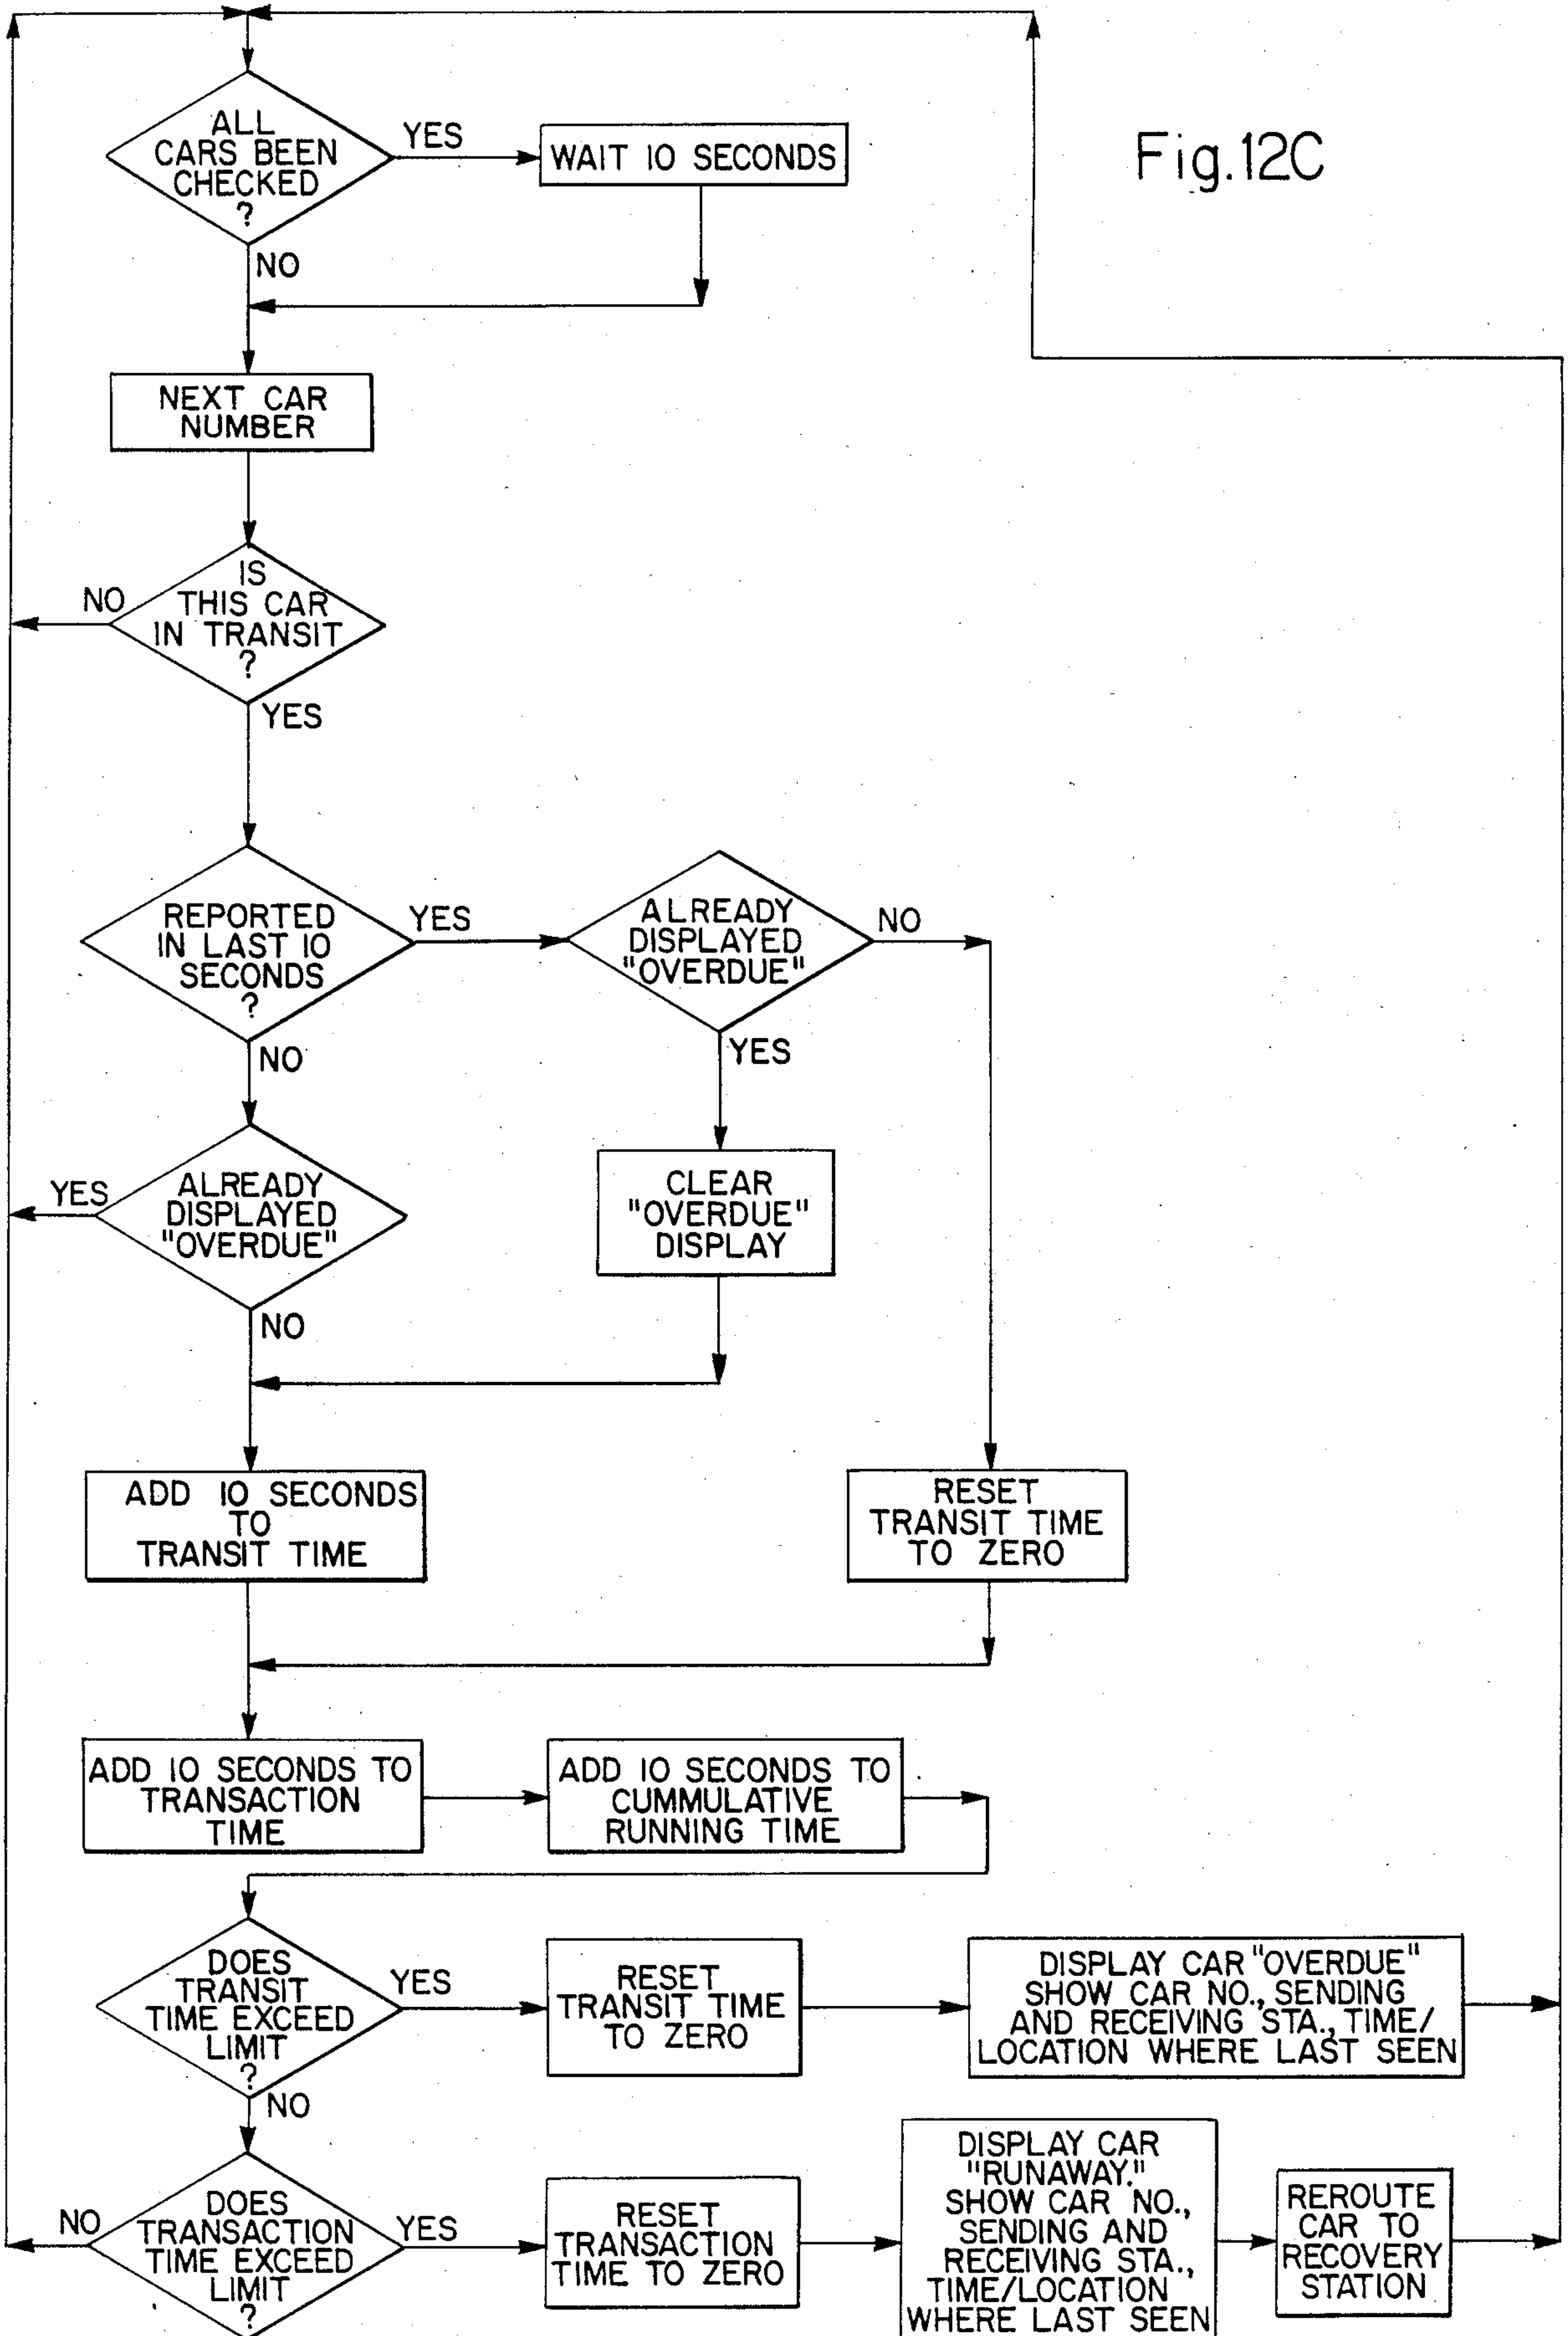 Fig.12C
ALL
CARS BEEN
CHECKED
?
YES
WAIT 10 SECONDS
NO
NEXT CAR
NUMBER
IS
THIS CAR
IN TRANSIT
?
NO
YES
REPORTED
IN LAST 10
SECONDS
?
YES
ALREADY
DISPLAYED
"OVERDUE"
NO
NO
YES
ALREADY
DISPLAYED
"OVERDUE"
YES
CLEAR
"OVERDUE"
DISPLAY
NO
ADD 10 SECONDS
TO
TRANSIT TIME
RESET
TRANSIT TIME
TO ZERO
ADD 10 SECONDS TO
TRANSACTION
TIME
ADD 10 SECONDS TO
CUMMULATIVE
RUNNING TIME
DOES
TRANSIT
TIME EXCEED
LIMIT
?
YES
RESET
TRANSIT TIME
TO ZERO
DISPLAY CAR "OVERDUE"
SHOW CAR NO., SENDING
AND RECEIVING STA., TIME/
LOCATION WHERE LAST SEEN
NO
DOES
TRANSACTION
TIME EXCEED
LIMIT
?
NO
YES
RESET
TRANSACTION
TIME TO ZERO
DISPLAY CAR
"RUNAWAY."
SHOW CAR NO.,
SENDING AND
RECEIVING STA.,
TIME/LOCATION
WHERE LAST SEEN
REROUTE
CAR TO
RECOVERY
STATION